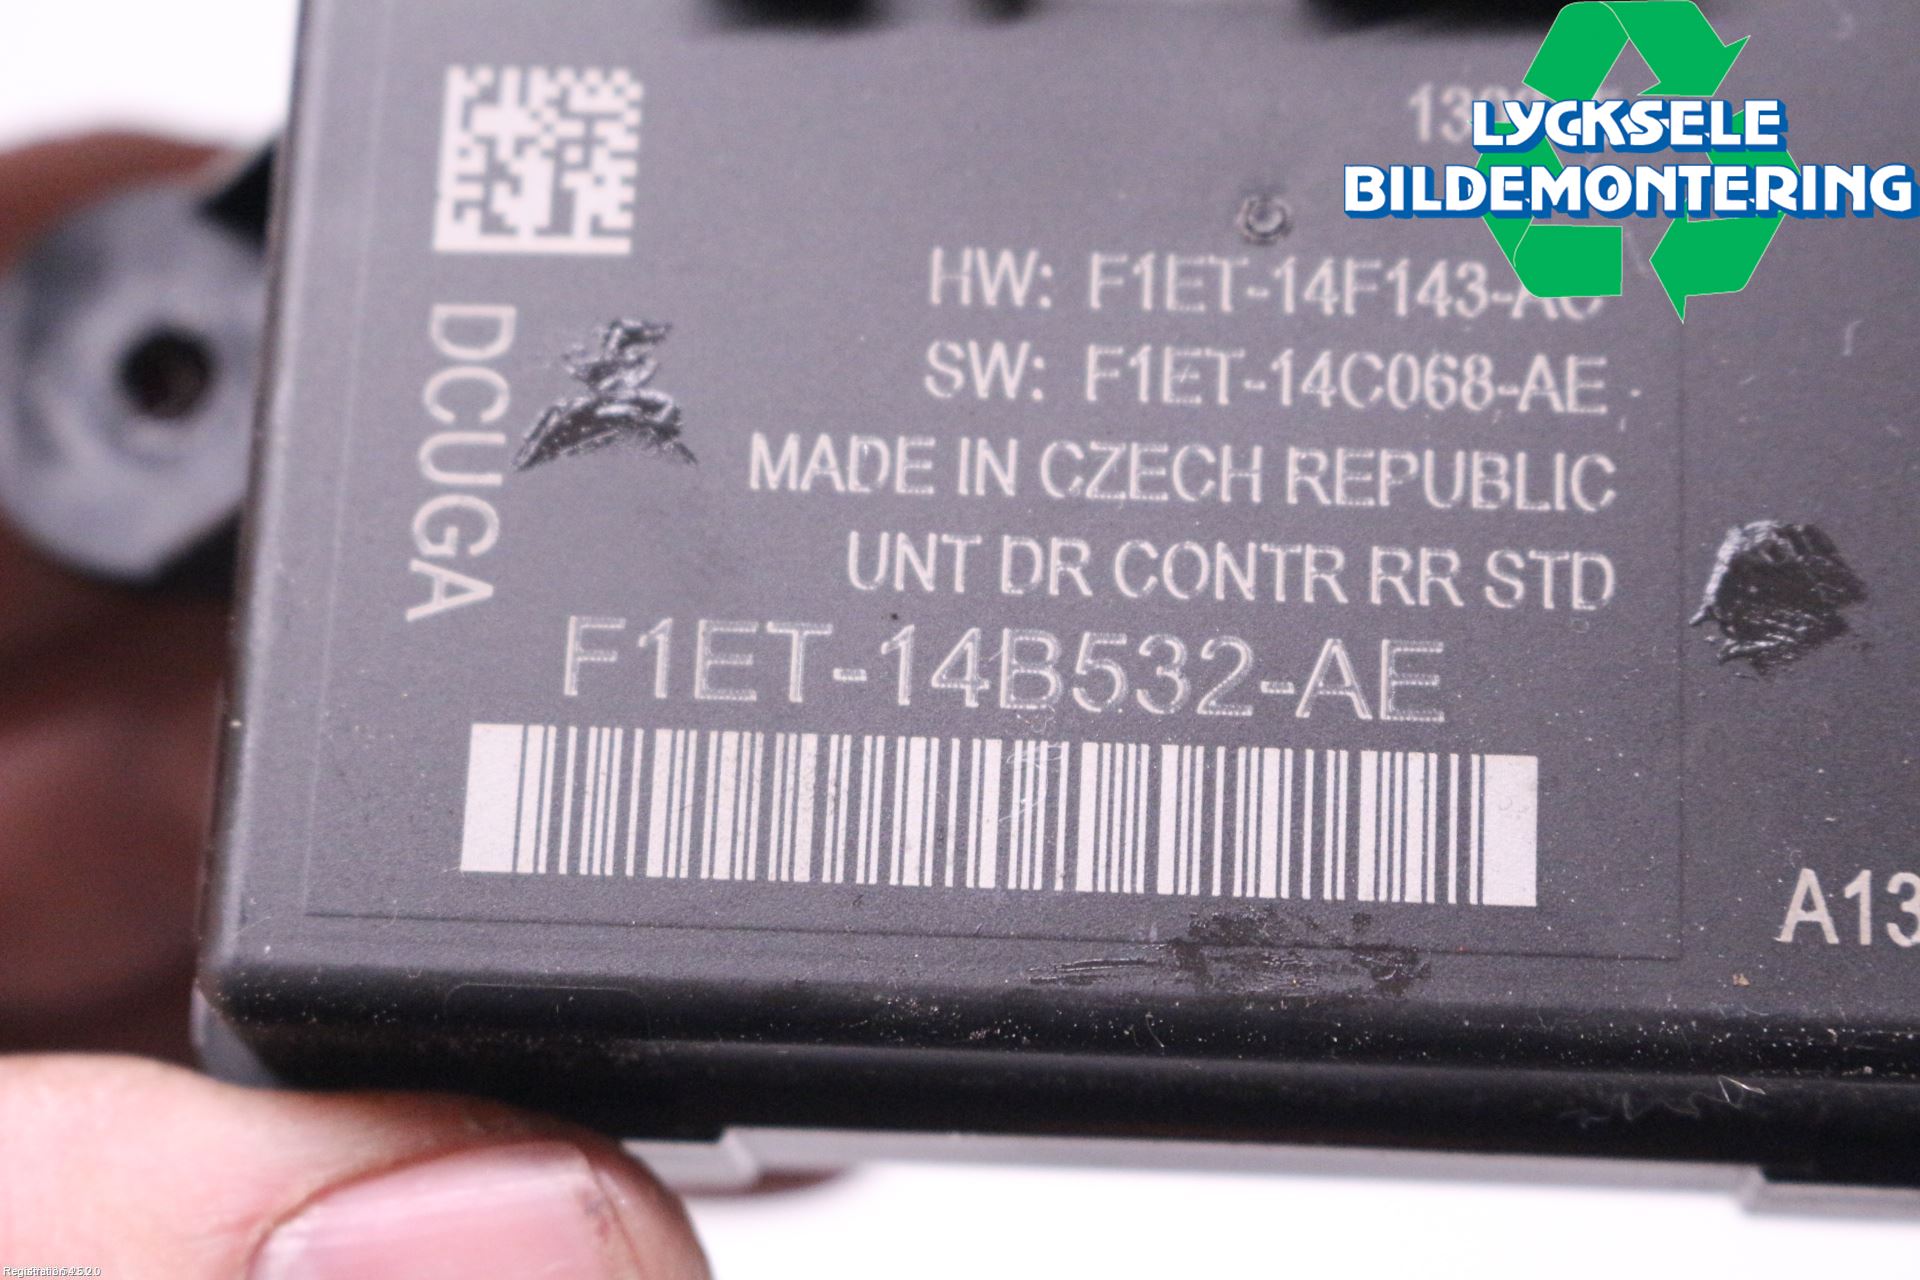 LYCKSELE
BILDEMONTERING
HW: F1ET-14F143-
SW: F1ET-14C068-AE
MADE IN CZECH REPUBLIC
UNT DR CONTR RR STD
F1ET-14B532-AE
DCUGA
A13